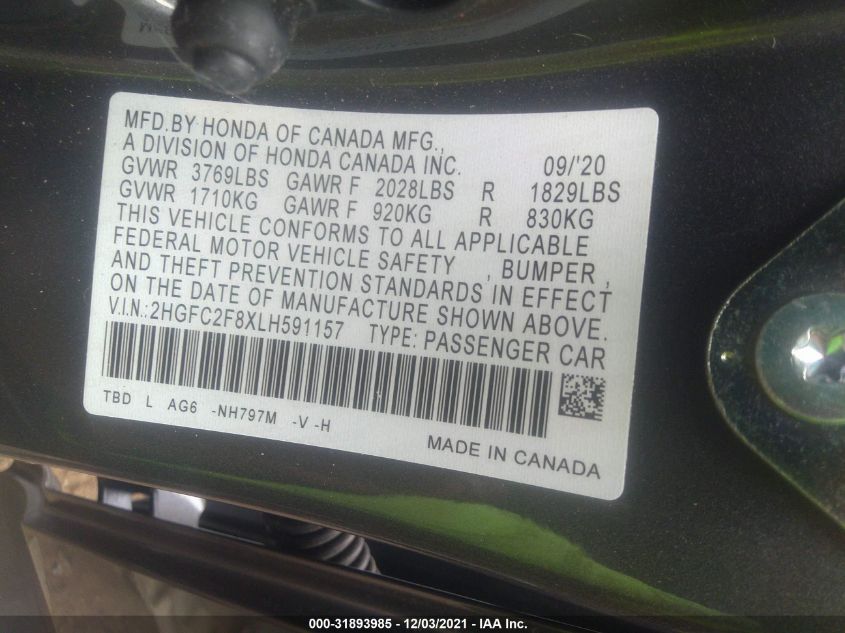 MFD.BY HONDA OF CANADA MFG.,
A DIVISION OF HONDA CANADA INC. 09/'20
GVWR 3769LBS GAWR F 2028LBS R 1829LBS
GVWR 1710KG GAWR F 920KG R 830KG
THIS VEHICLE CONFORMS TO ALL APPLICABLE
FEDERAL MOTOR VEHICLE SAFETY , BUMPER ,
AND THEFT PREVENTION STANDARDS IN EFFECT
ON THE DATE OF MANUFACTURE SHOWN ABOVE.
V.I.N.:2HGFC2F8XLH591157 TYPE: PASSENGER CAR
TBD L AG6 -NH797M -V -H
MADE IN CANADA
000-31893985 - 12/03/2021 - IAA Inc.